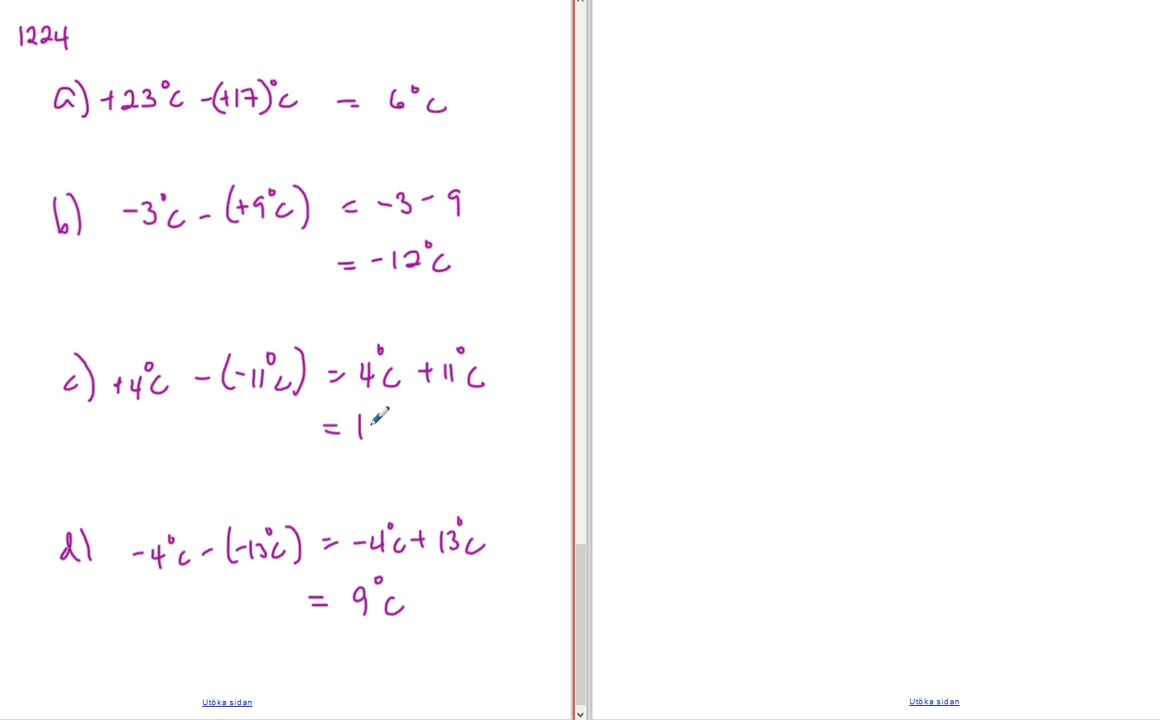 1224
a) +23°C -(+17)°C = 6°C
b) -3°C - (+9°C) = -3 - 9
= -12°C
c) +4°C - (-11°C) = 4°C + 11°C
= 1
d) -4°C - (-13°C) = -4°C + 13°C
= 9°C
Utöka sidan
Utöka sidan